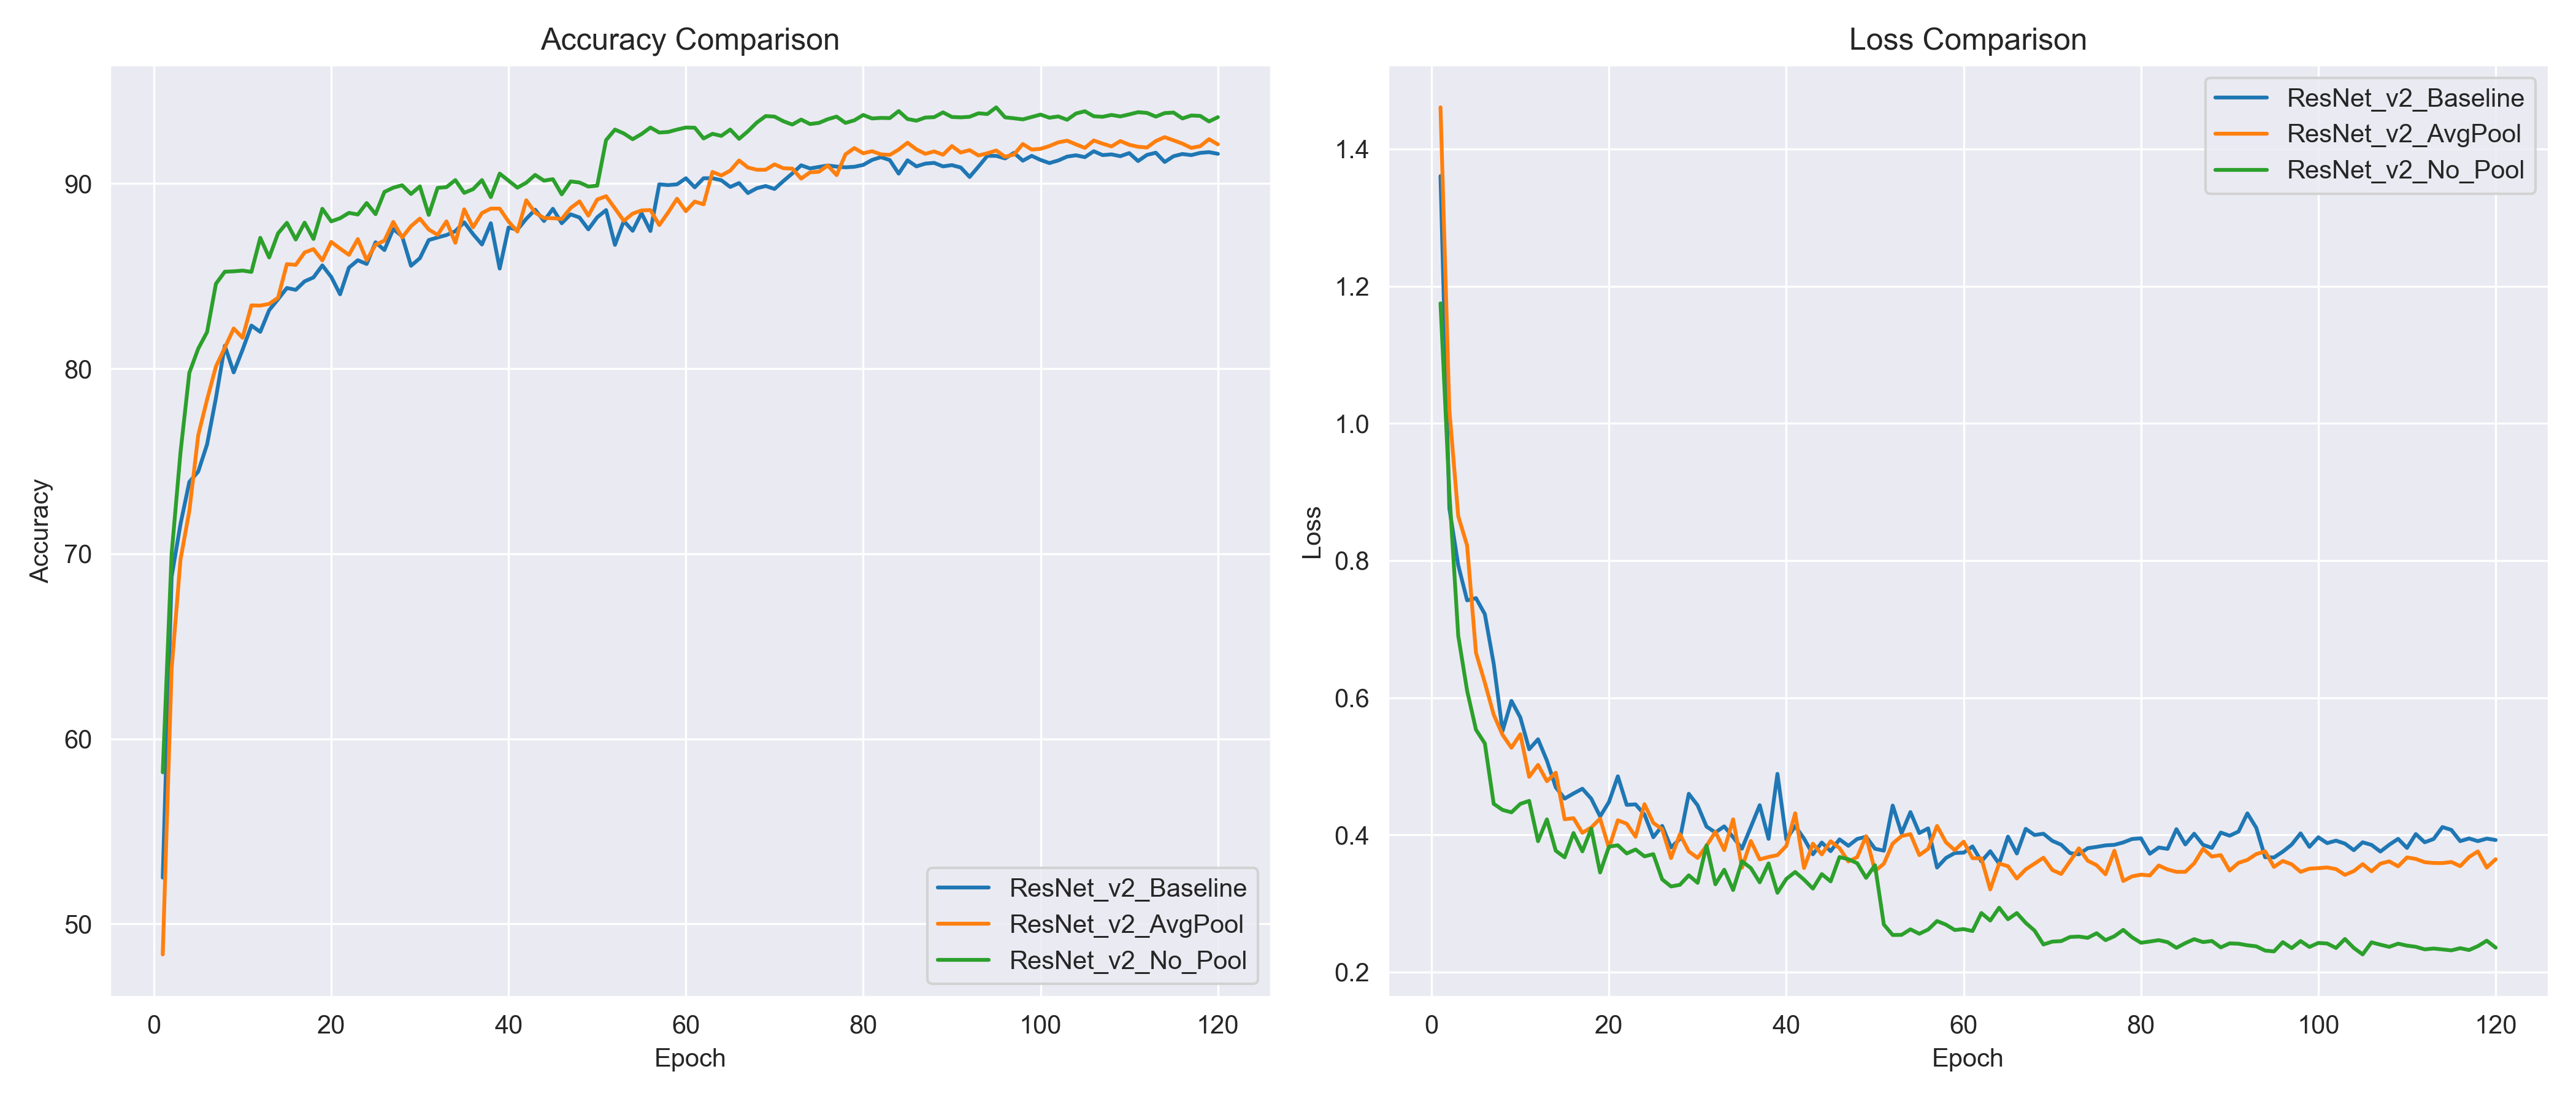 Accuracy Comparison
90
80
70
60
50
Accuracy
0 20 40 60 80 100 120
Epoch
ResNet_v2_Baseline
ResNet_v2_AvgPool
ResNet_v2_No_Pool
Loss Comparison
1.4
1.2
1.0
0.8
0.6
0.4
0.2
Loss
0 20 40 60 80 100 120
Epoch
ResNet_v2_Baseline
ResNet_v2_AvgPool
ResNet_v2_No_Pool